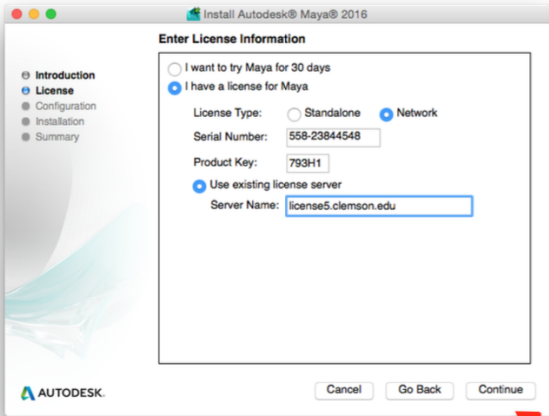 Install Autodesk® Maya® 2016
Enter License Information
Introduction
License
Configuration
Installation
Summary
I want to try Maya for 30 days
I have a license for Maya
License Type: Standalone Network
Serial Number: 558-23844548
Product Key: 793H1
Use existing license server
Server Name: license5.clemson.edu
AUTODESK.
Cancel Go Back Continue